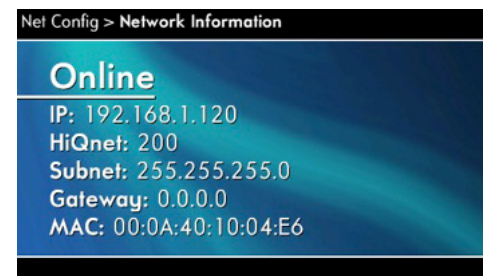 Net Config > Network Information
Online
IP: 192.168.1.120
HiQnet: 200
Subnet: 255.255.255.0
Gateway: 0.0.0.0
MAC: 00:0A:40:10:04:E6